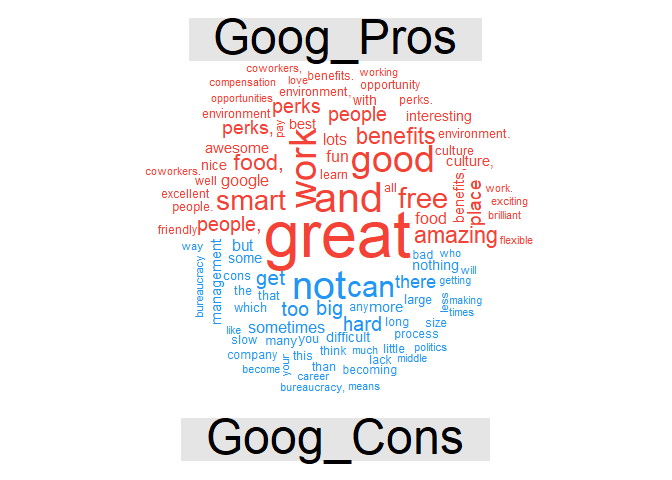 Goog_Pros
coworkers, love benefits. working
compensation opportunity
opportunities environment, with perks.
environment perks people interesting
perks, pay best lots benefits environment.
awesome work fun good culture culture,
coworkers. nice food, learn all
well google and free benefits, place work.
excellent smart food exciting
people. people, great amazing brilliant
friendly flexible
way but not bad who
bureaucracy management some can nothing will
cons get there getting
the that too big any more large less making
which hard times
like sometimes long size
slow many you difficult process
company this think much little politics
become your than lack middle
career becoming
bureaucracy, means
Goog_Cons